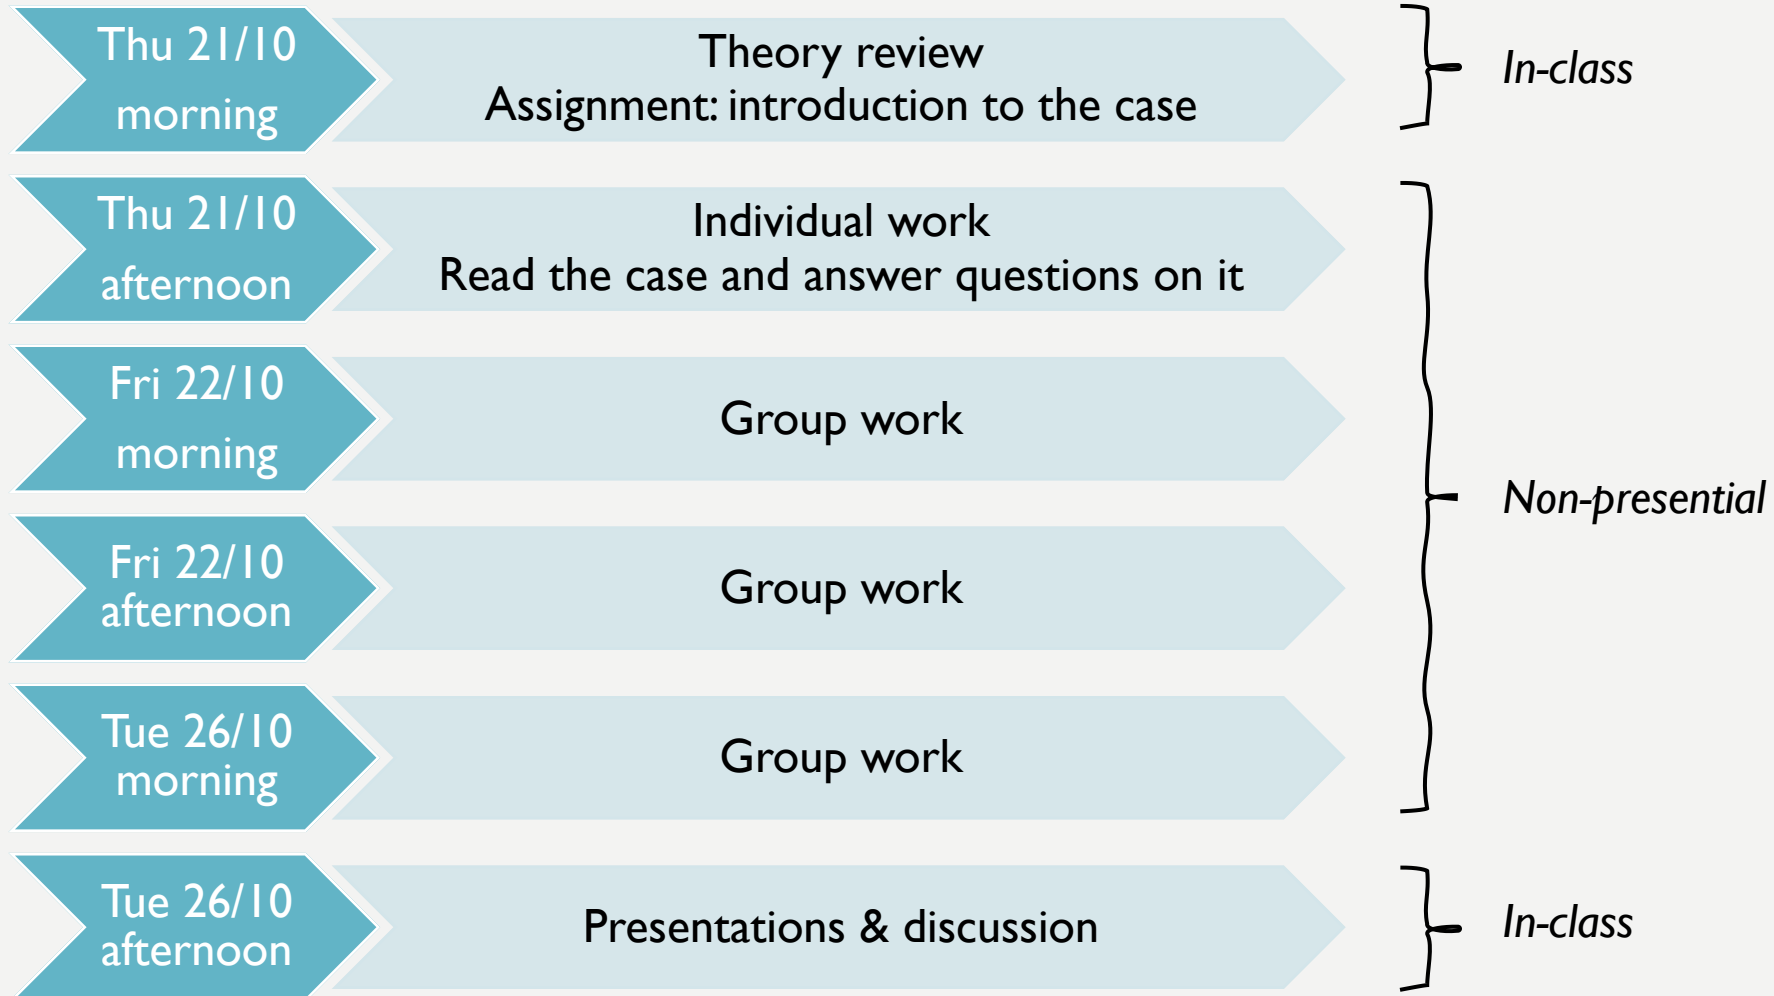 Thu 21/10
morning
Theory review
Assignment: introduction to the case
In-class
Thu 21/10
afternoon
Individual work
Read the case and answer questions on it
Fri 22/10
morning
Group work
Non-presential
Fri 22/10
afternoon
Group work
Tue 26/10
morning
Group work
Tue 26/10
afternoon
Presentations & discussion
In-class